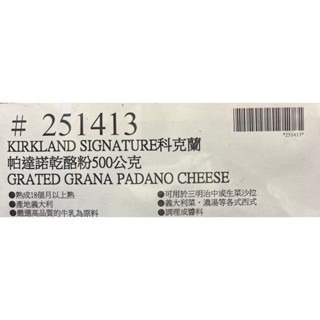 # 251413
*251413*
KIRKLAND SIGNATURE科克蘭
帕達諾乾酪粉500公克
GRATED GRANA PADANO CHEESE
●熟成18個月以上熟
●產地義大利
●嚴選高品質的牛乳為原料
●可用於三明治中或生菜沙拉
●義大利菜、濃湯等各式西式
●調理或醬料